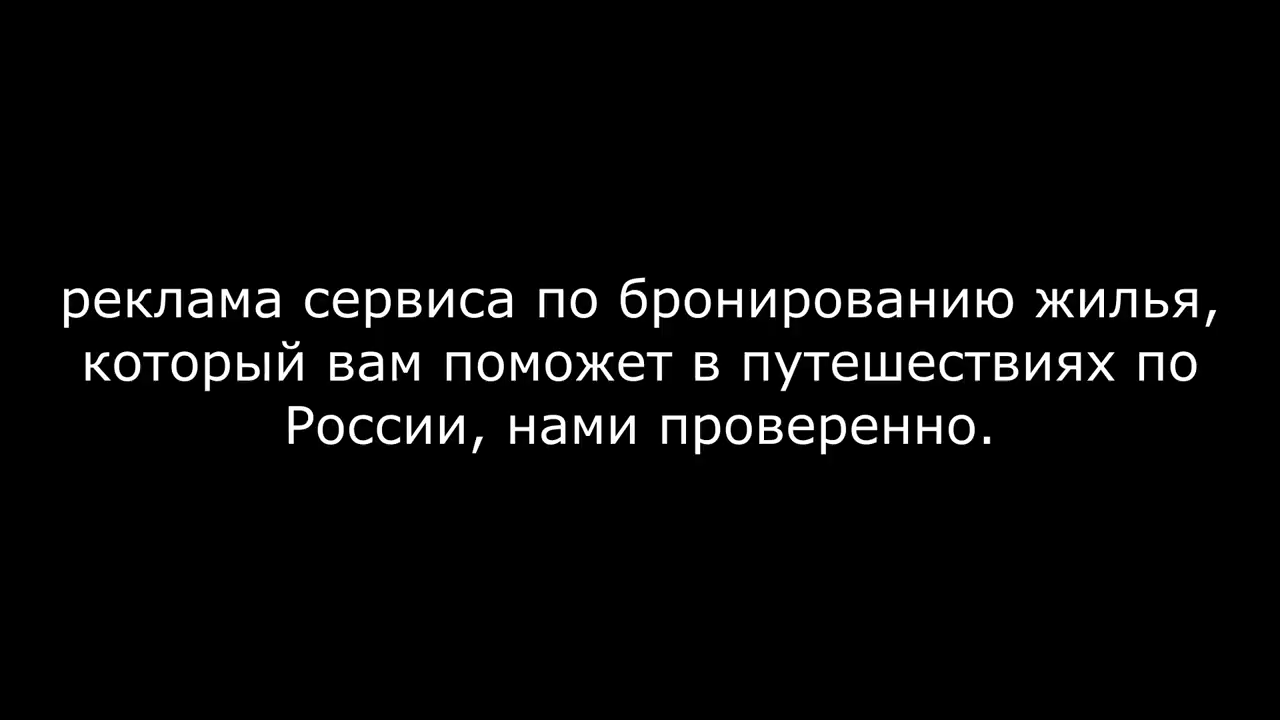 реклама сервиса по бронированию жилья,
который вам поможет в путешествиях по
России, нами проверенно.